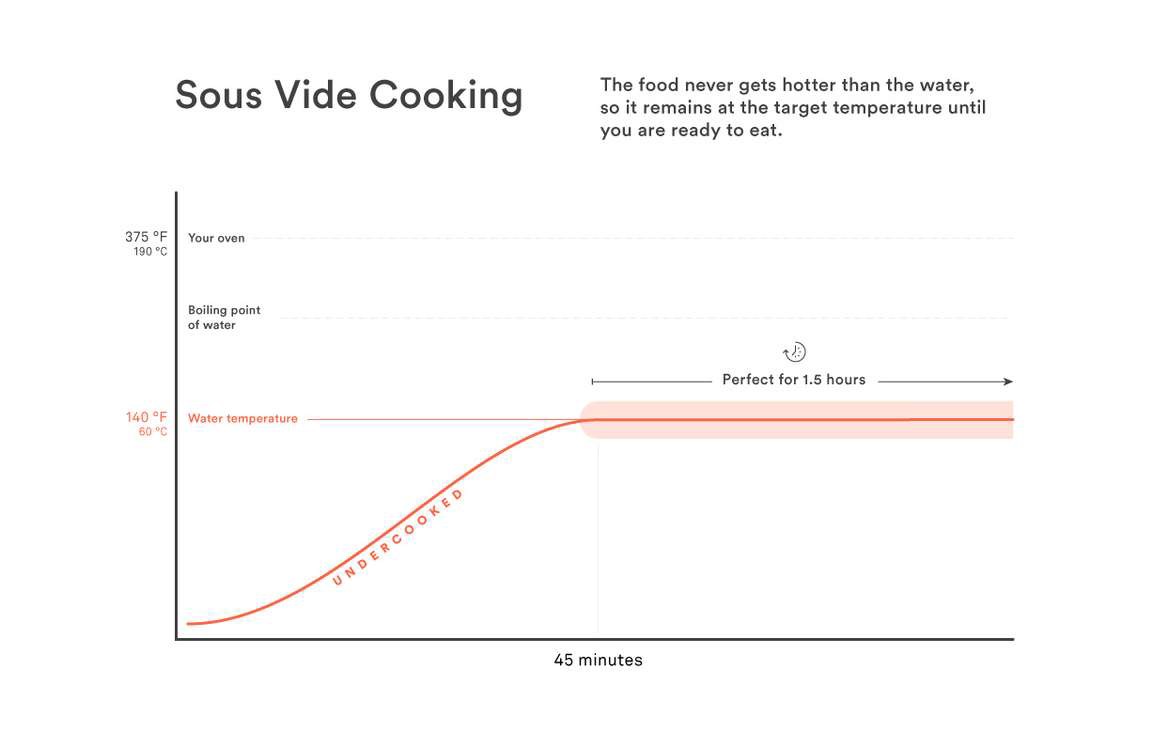 Sous Vide Cooking
The food never gets hotter than the water,
so it remains at the target temperature until
you are ready to eat.
375 °F
190 °C
Your oven
Boiling point
of water
Perfect for 1.5 hours
140 °F
60 °C
Water temperature
UNDERCOOKED
45 minutes